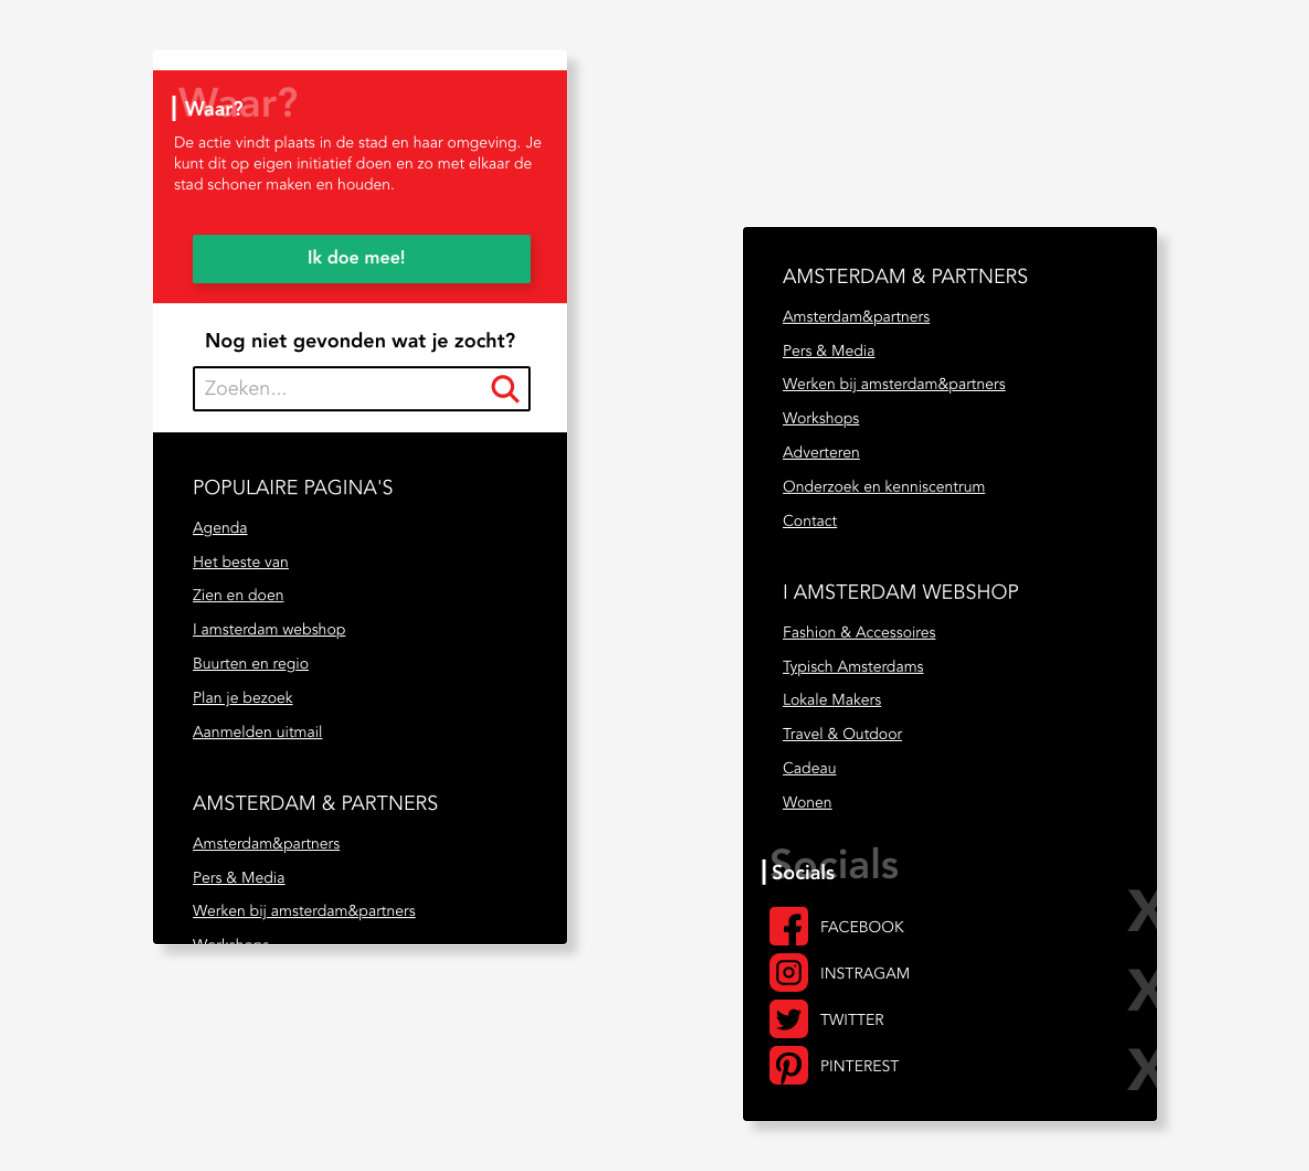 Waar?
Waar?
De actie vindt plaats in de stad en haar omgeving. Je
kunt dit op eigen initiatief doen en zo met elkaar de
stad schoner maken en houden.
Ik doe mee!
Nog niet gevonden wat je zocht?
Zoeken...
POPULAIRE PAGINA'S
Agenda
Het beste van
Zien en doen
I amsterdam webshop
Buurten en regio
Plan je bezoek
Aanmelden uitmail
AMSTERDAM & PARTNERS
Amsterdam&partners
Pers & Media
Werken bij amsterdam&partners
Workshops
AMSTERDAM & PARTNERS
Amsterdam&partners
Pers & Media
Werken bij amsterdam&partners
Workshops
Adverteren
Onderzoek en kenniscentrum
Contact
I AMSTERDAM WEBSHOP
Fashion & Accessoires
Typisch Amsterdams
Lokale Makers
Travel & Outdoor
Cadeau
Wonen
Socials
Socials
FACEBOOK
INSTRAGAM
TWITTER
PINTEREST
X
X
X